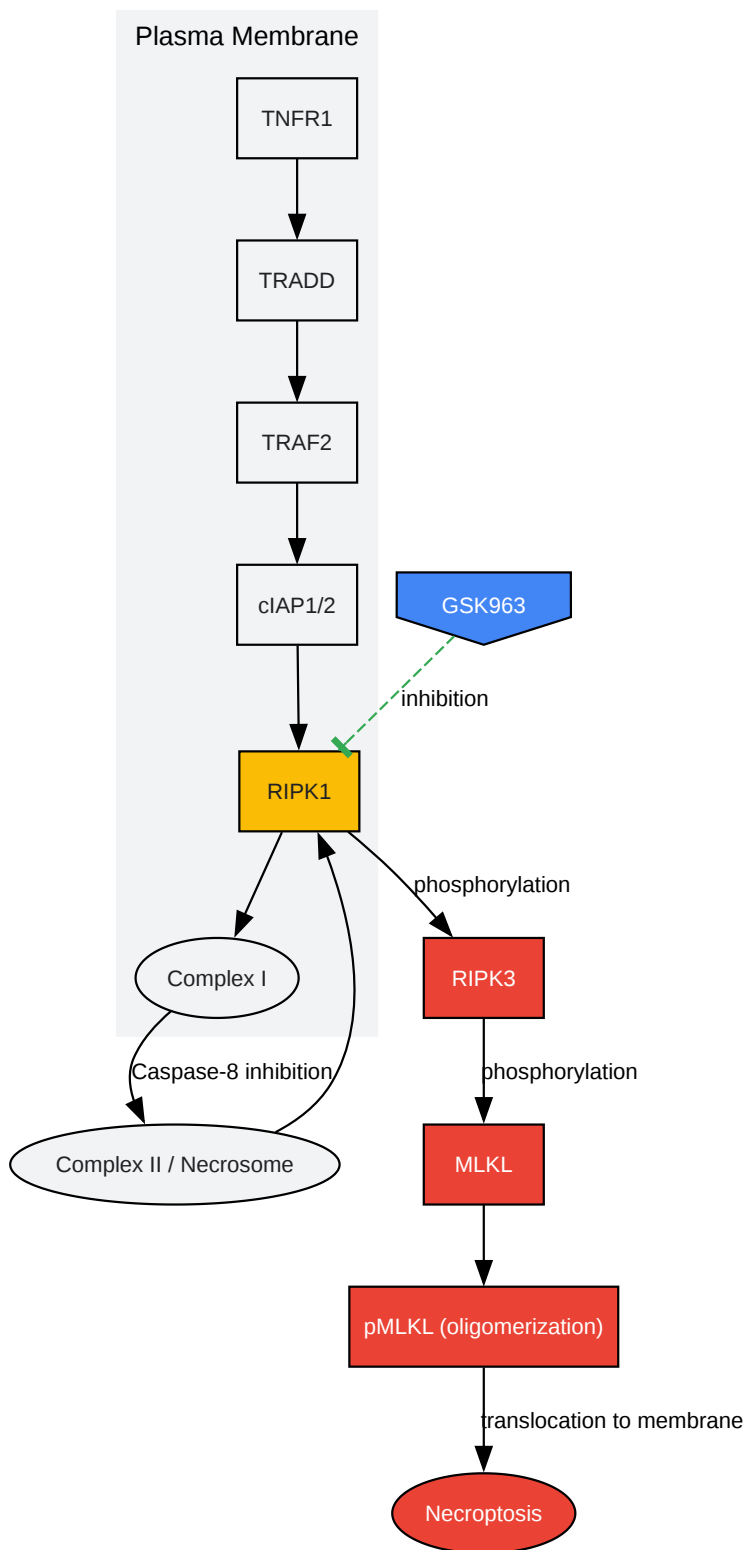 Plasma Membrane
TNFR1
TRADD
TRAF2
cIAP1/2
GSK963
inhibition
RIPK1
phosphorylation
Complex I
RIPK3
Caspase-8 inhibition
phosphorylation
Complex II / Necrosome
MLKL
pMLKL (oligomerization)
translocation to membrane
Necroptosis